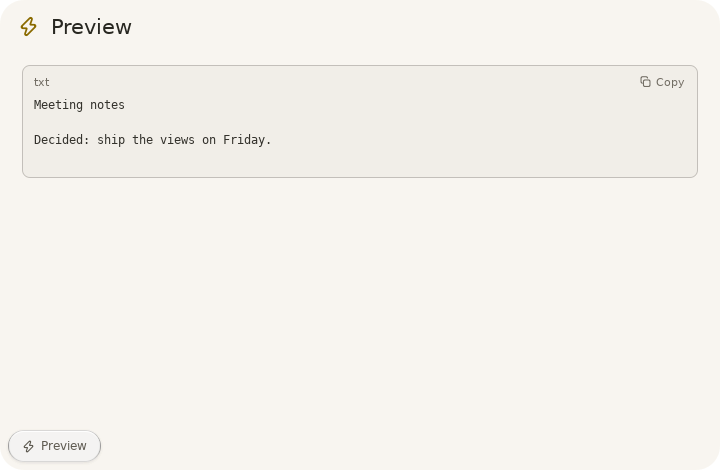 Preview
txt
Copy
Meeting notes
Decided: ship the views on Friday.
Preview